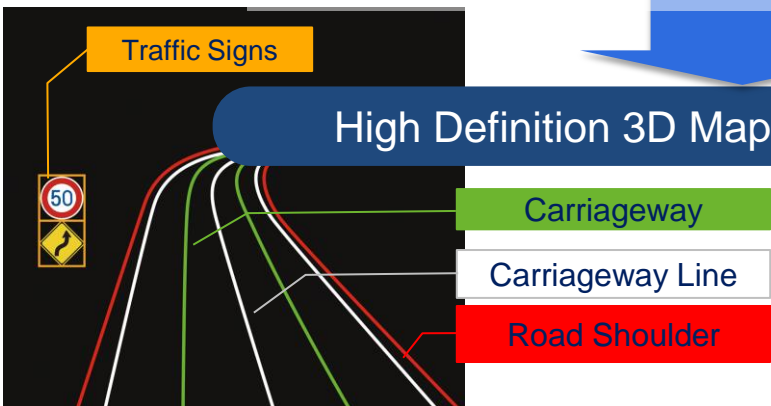 Traffic Signs
High Definition 3D Map
50
Carriageway
Carriageway Line
Road Shoulder